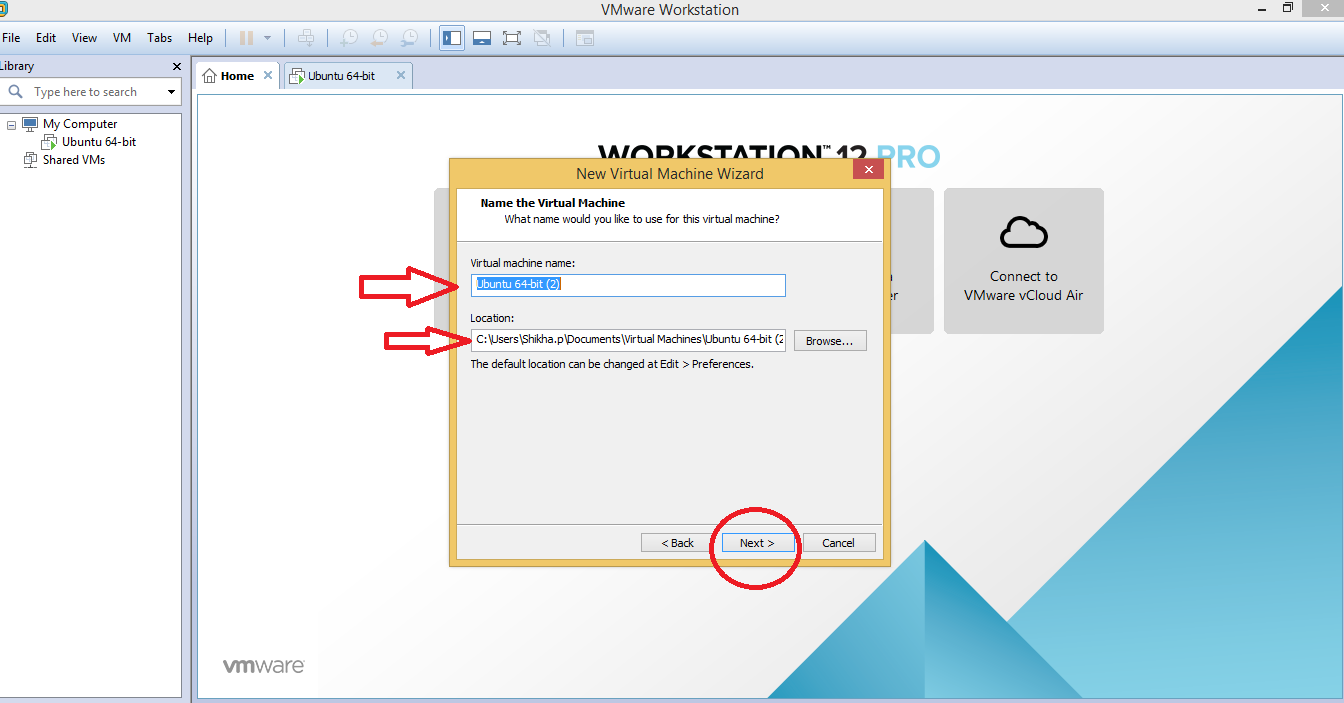 VMware Workstation
File Edit View VM Tabs Help
Library
Type here to search
My Computer
Ubuntu 64-bit
Shared VMs
Home
Ubuntu 64-bit
WORKSTATION™ 12 PRO
New Virtual Machine Wizard
Name the Virtual Machine
What name would you like to use for this virtual machine?
Virtual machine name:
Ubuntu 64-bit (2)
Location:
C:\Users\Shikha.p\Documents\Virtual Machines\Ubuntu 64-bit (2
Browse...
The default location can be changed at Edit > Preferences.
< Back Next > Cancel
Connect to
VMware vCloud Air
vmware